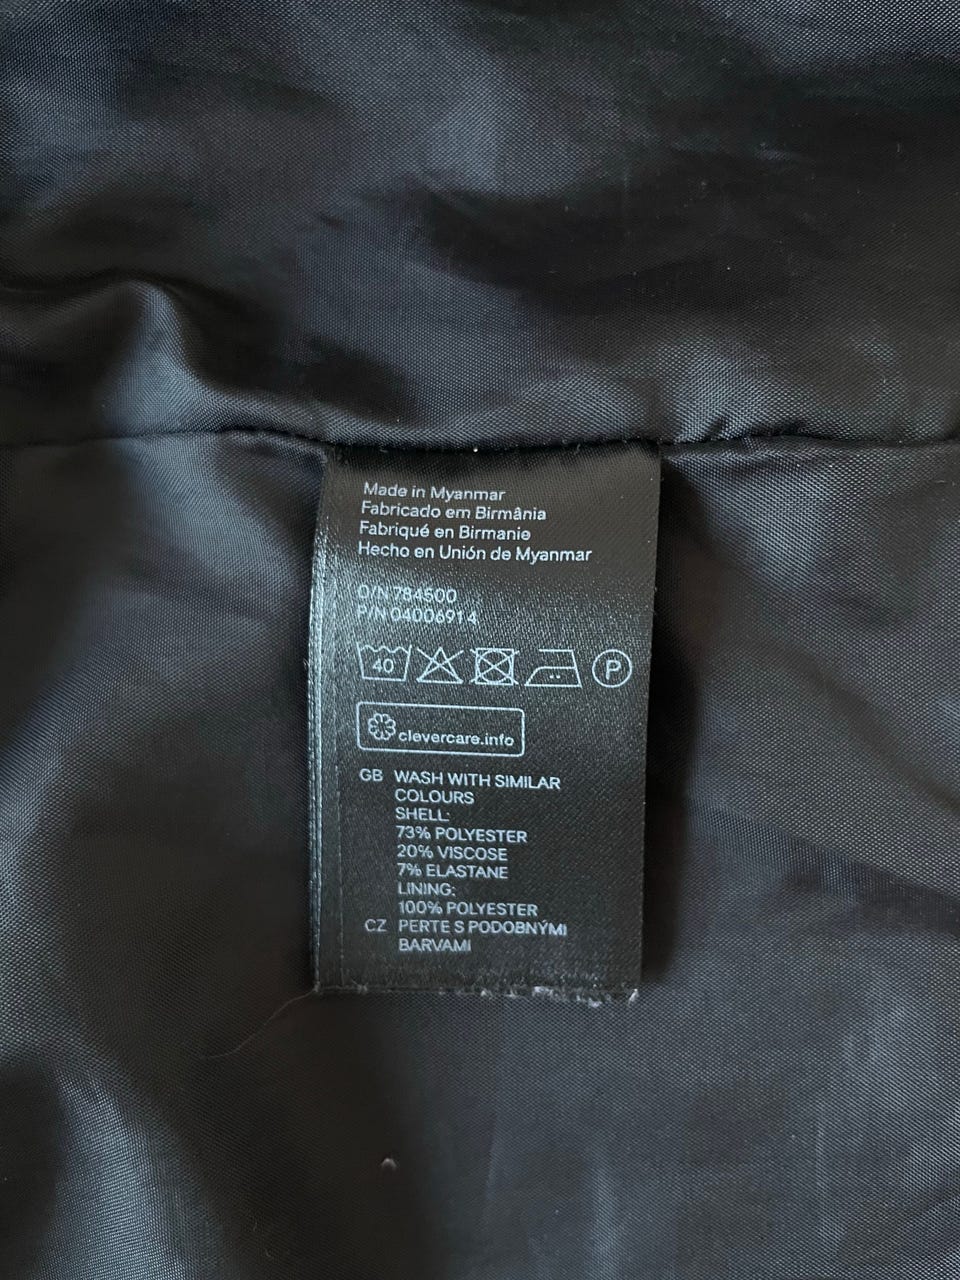 Made in Myanmar
Fabricado em Birmânia
Fabriqué en Birmanie
Hecho en Unión de Myanmar
O/N 784500
P/N 04006914
40 P
clevercare.info
GB WASH WITH SIMILAR
COLOURS
SHELL:
73% POLYESTER
20% VISCOSE
7% ELASTANE
LINING:
100% POLYESTER
CZ PERTE S PODOBNÝMI
BARVAMI